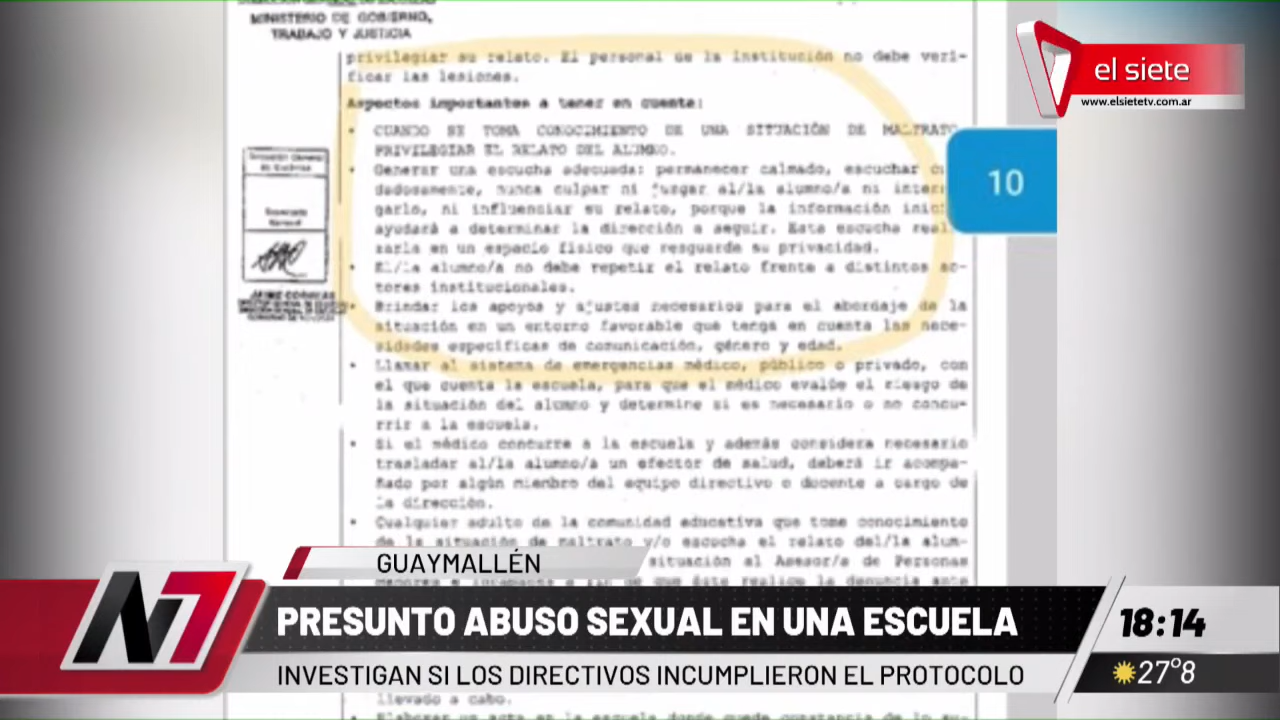 MINISTERIO DE GOBIERNO,
TRABAJO Y JUSTICIA
privilegiar su relato. El personal de la institución no debe veri-
ficar las lesiones.
Aspectos importantes a tener en cuenta:
• CUANDO SE TOMA CONOCIMIENTO DE UNA SITUACIÓN DE MALTRATO
PRIVILEGIAR EL RELATO DEL ALUMNO.
• Generar una escucha adecuada: permanecer calmado, escuchar
dadosamente, nunca culpar ni juzgar al/la alumno/a ni
garlo, ni influenciar su relato, porque la información
ayudará a determinar la dirección a seguir. Esta escucha
zarla en un espacio físico que resguarde su privacidad.
• El/la alumno/a no debe repetir el relato frente a distintos ac-
tores institucionales.
• Brindar los apoyos y ajustes necesarios para el abordaje de la
situación en un entorno favorable que tenga en cuenta las nece-
sidades específicas de comunicación, género y edad.
• Llamar al sistema de emergencias médico, público o privado, con
el que cuenta la escuela, para que el médico evalúe el riesgo de
la situación del alumno y determine si es necesario o no concu-
rrir a la escuela.
• Si el médico concurre a la escuela y además considera necesario
trasladar al/la alumno/a un efector de salud, deberá ir acompa-
ñado por algún miembro del equipo directivo o docente a cargo de
la dirección.
• Cualquier adulto de la comunidad educativa que tome conocimiento
de la situación de maltrato y/o escucha el relato del/la alum-
situación al Asesor/a de Personas
llevado a cabo.
el siete
www.elsietetv.com.ar
10
GUAYMALLÉN
N7
PRESUNTO ABUSO SEXUAL EN UNA ESCUELA
INVESTIGAN SI LOS DIRECTIVOS INCUMPLIERON EL PROTOCOLO
18:14
27°8